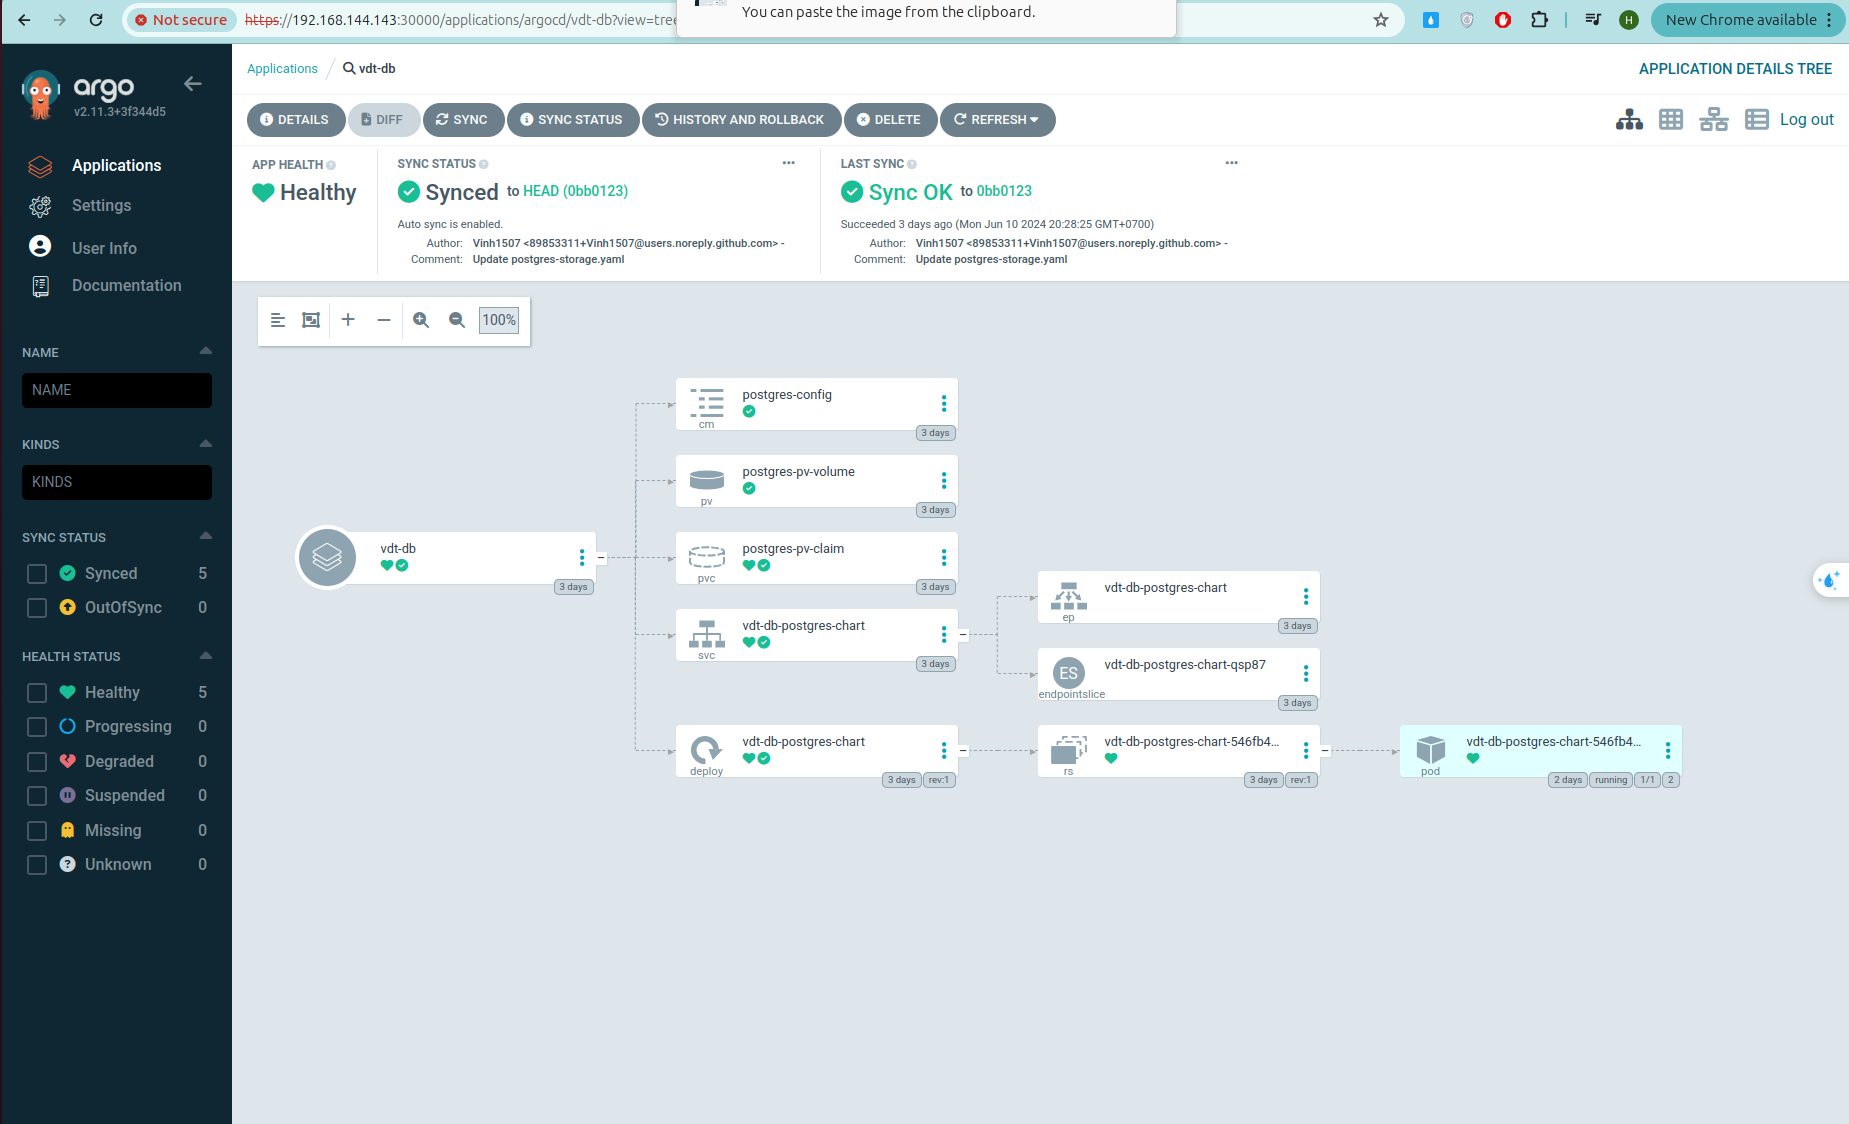 You can paste the image from the clipboard.
Not secure https://192.168.144.143:30000/applications/argocd/vdt-db?view=tree
H
New Chrome available
argo
v2.11.3+3f344d5
Applications
Settings
User Info
Documentation
NAME
NAME
KINDS
KINDS
SYNC STATUS
Synced 5
OutOfSync 0
HEALTH STATUS
Healthy 5
Progressing 0
Degraded 0
Suspended 0
Missing 0
Unknown 0
Applications / vdt-db
APPLICATION DETAILS TREE
DETAILS DIFF SYNC SYNC STATUS HISTORY AND ROLLBACK DELETE REFRESH
Log out
APP HEALTH
Healthy
SYNC STATUS
Synced to HEAD (0bb0123)
Auto sync is enabled.
Author: Vinh1507 <89853311+Vinh1507@users.noreply.github.com> -
Comment: Update postgres-storage.yaml
LAST SYNC
Sync OK to 0bb0123
Succeeded 3 days ago (Mon Jun 10 2024 20:28:25 GMT+0700)
Author: Vinh1507 <89853311+Vinh1507@users.noreply.github.com> -
Comment: Update postgres-storage.yaml
100%
vdt-db
3 days
postgres-config
cm
3 days
postgres-pv-volume
pv
3 days
postgres-pv-claim
pvc
3 days
vdt-db-postgres-chart
svc
3 days
vdt-db-postgres-chart
ep
3 days
ES
vdt-db-postgres-chart-qsp87
endpointslice
3 days
vdt-db-postgres-chart
deploy
3 days rev:1
vdt-db-postgres-chart-546fb4...
rs
3 days rev:1
vdt-db-postgres-chart-546fb4...
pod
2 days running 1/1 2